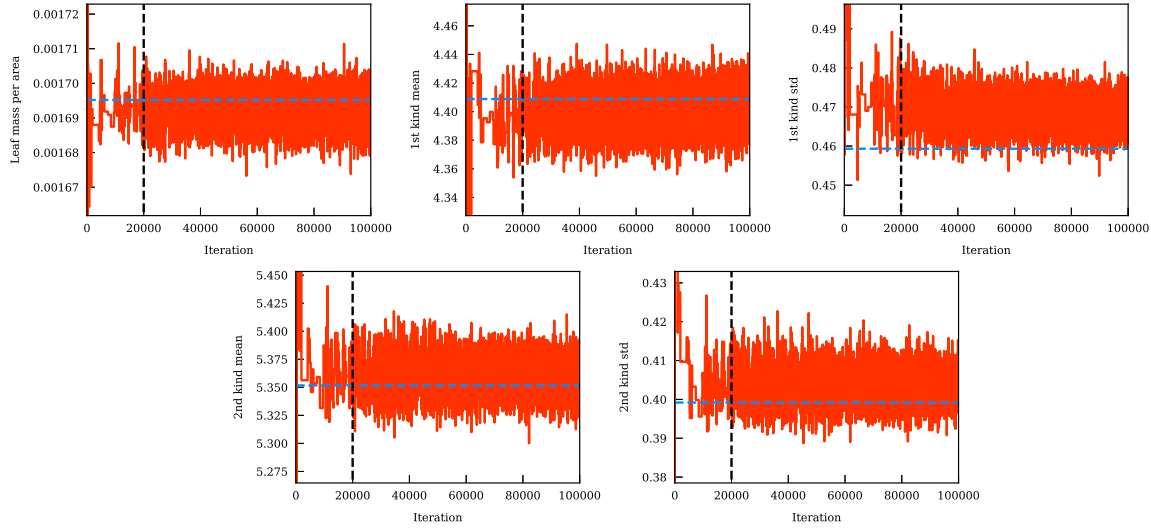 Leaf mass per area
0.00172
0.00171
0.00170
0.00169
0.00168
0.00167
0 20000 40000 60000 80000 100000
Iteration
1st kind mean
4.46
4.44
4.42
4.40
4.38
4.36
4.34
0 20000 40000 60000 80000 100000
Iteration
1st kind std
0.49
0.48
0.47
0.46
0.45
0 20000 40000 60000 80000 100000
Iteration
2nd kind mean
5.450
5.425
5.400
5.375
5.350
5.325
5.300
5.275
0 20000 40000 60000 80000 100000
Iteration
2nd kind std
0.43
0.42
0.41
0.40
0.39
0.38
0 20000 40000 60000 80000 100000
Iteration